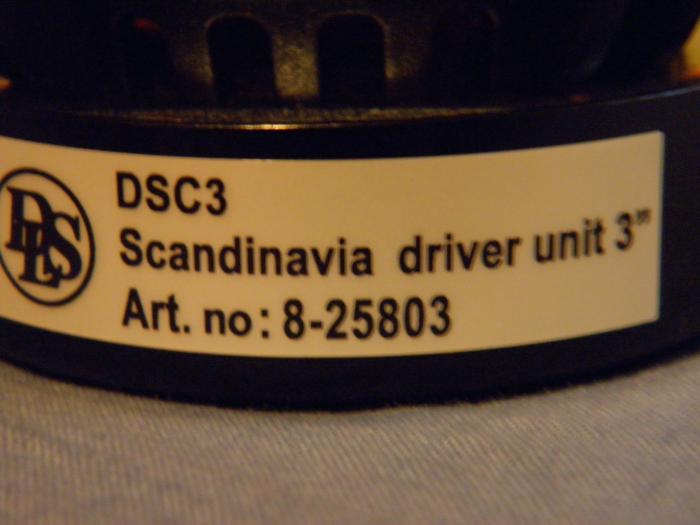 DLS
DSC3
Scandinavia driver unit 3”
Art. no: 8-25803